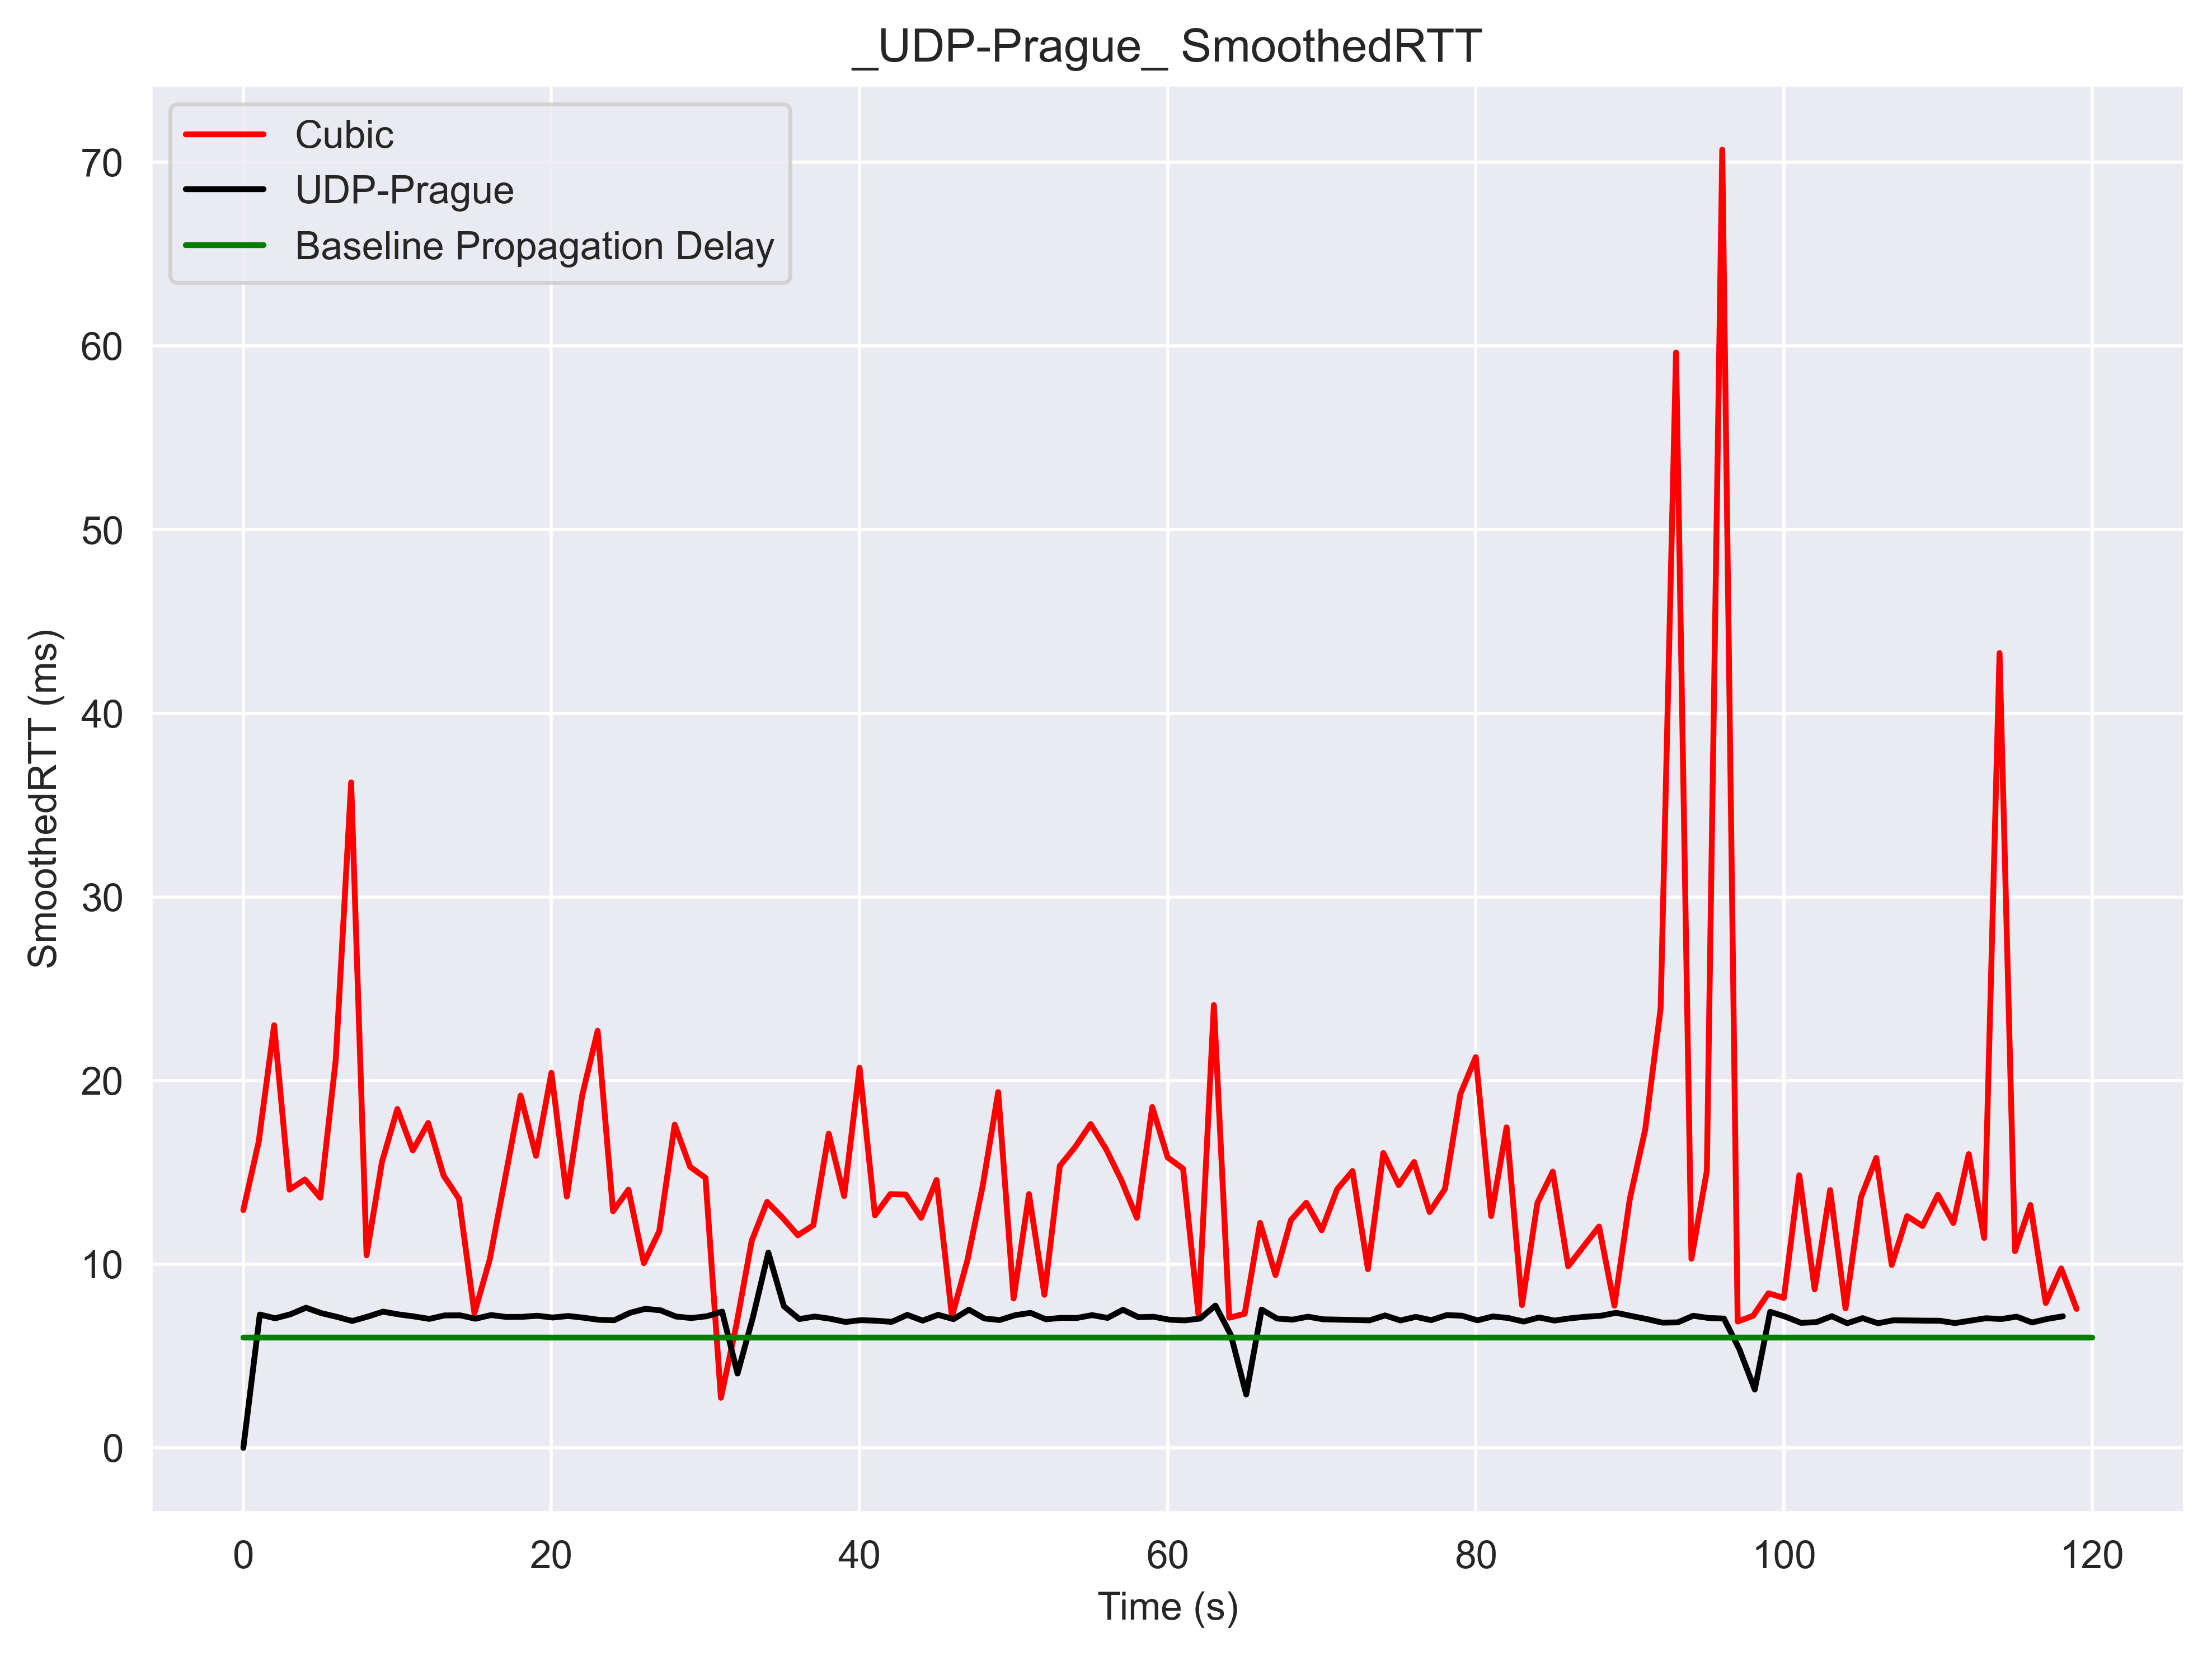 _UDP-Prague_ SmoothedRTT
Cubic
UDP-Prague
Baseline Propagation Delay
70
60
50
40
30
20
10
0
SmoothedRTT (ms)
0 20 40 60 80 100 120
Time (s)